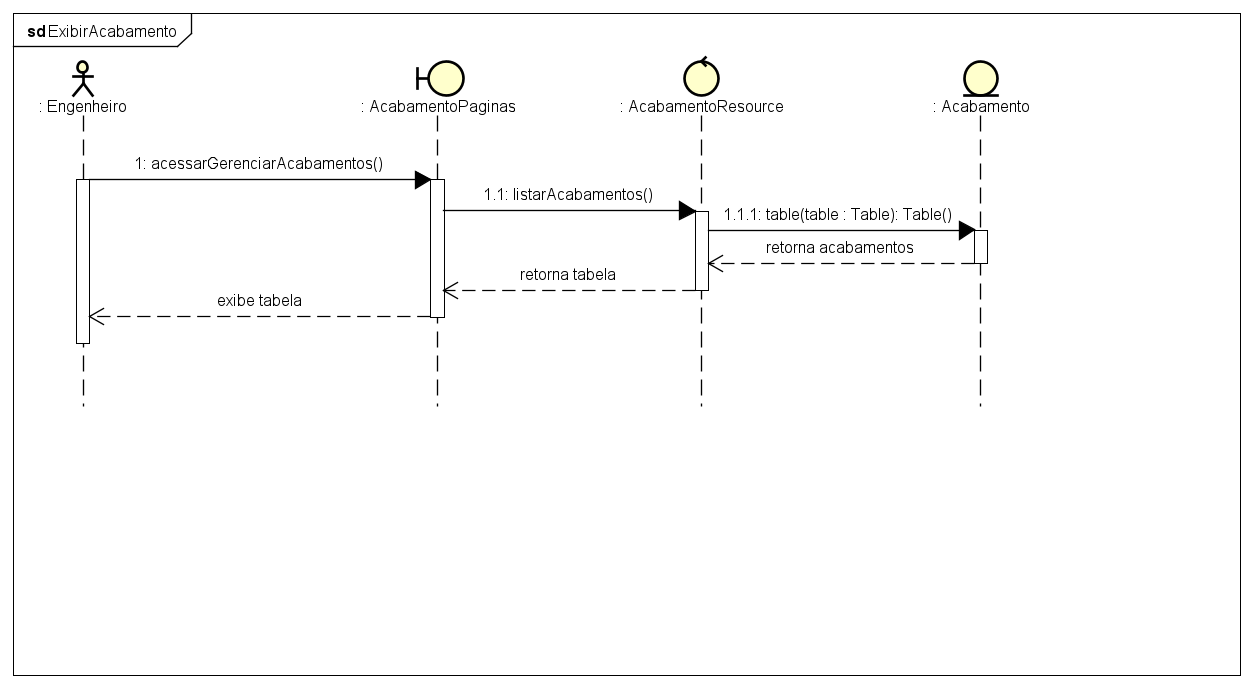 sd ExibirAcabamento
: Engenheiro
: AcabamentoPaginas
: AcabamentoResource
: Acabamento
1: acessarGerenciarAcabamentos()
1.1: listarAcabamentos()
1.1.1: table(table : Table): Table()
retorna acabamentos
retorna tabela
exibe tabela